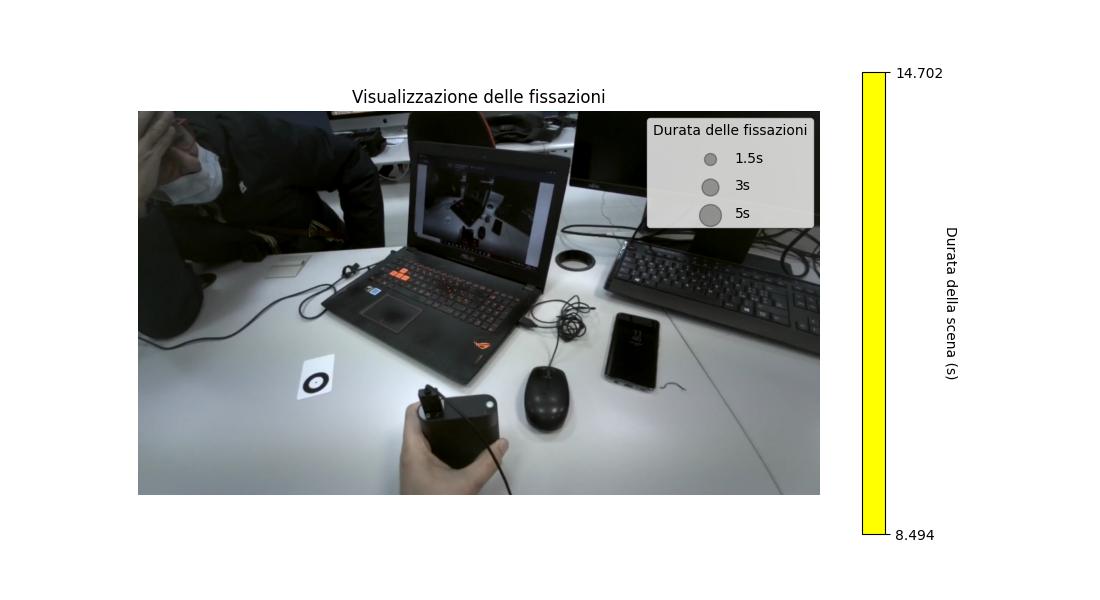 Visualizzazione delle fissazioni
Durata delle fissazioni
1.5s
3s
5s
14.702
8.494
Durata della scena (s)